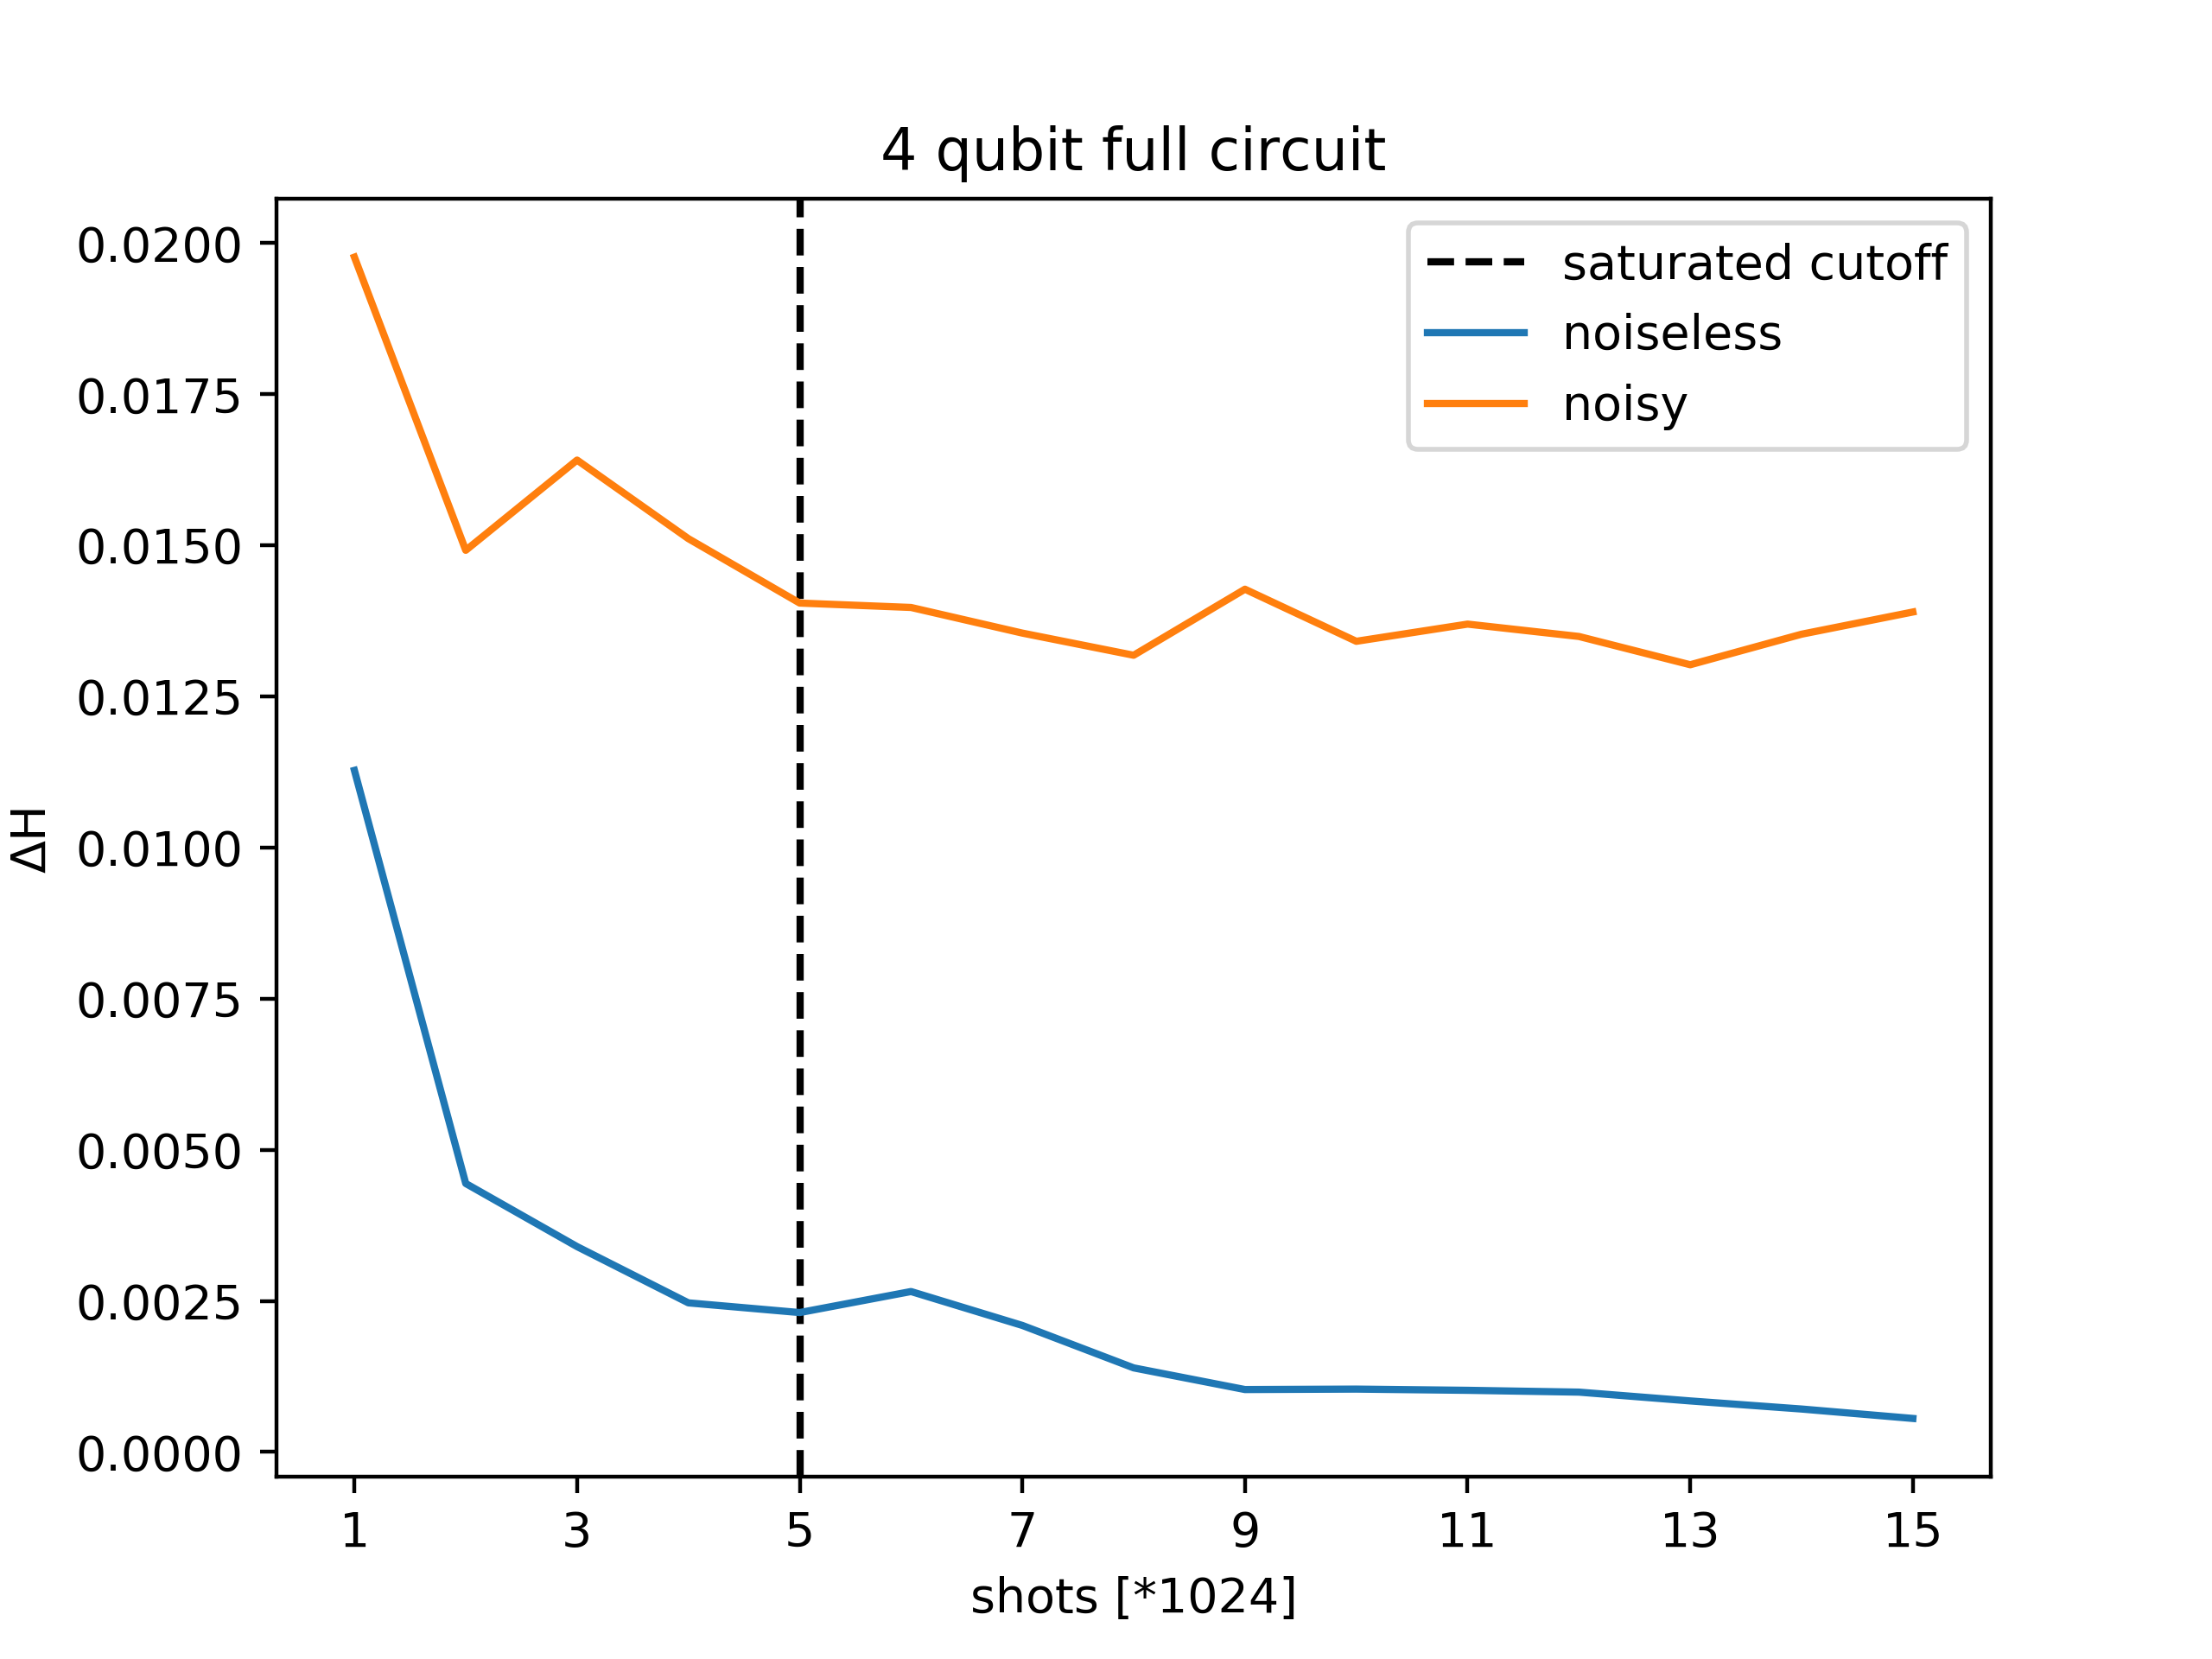 4 qubit full circuit
saturated cutoff
noiseless
noisy
0.0200
0.0175
0.0150
0.0125
0.0100
0.0075
0.0050
0.0025
0.0000
ΔH
1 3 5 7 9 11 13 15
shots [*1024]